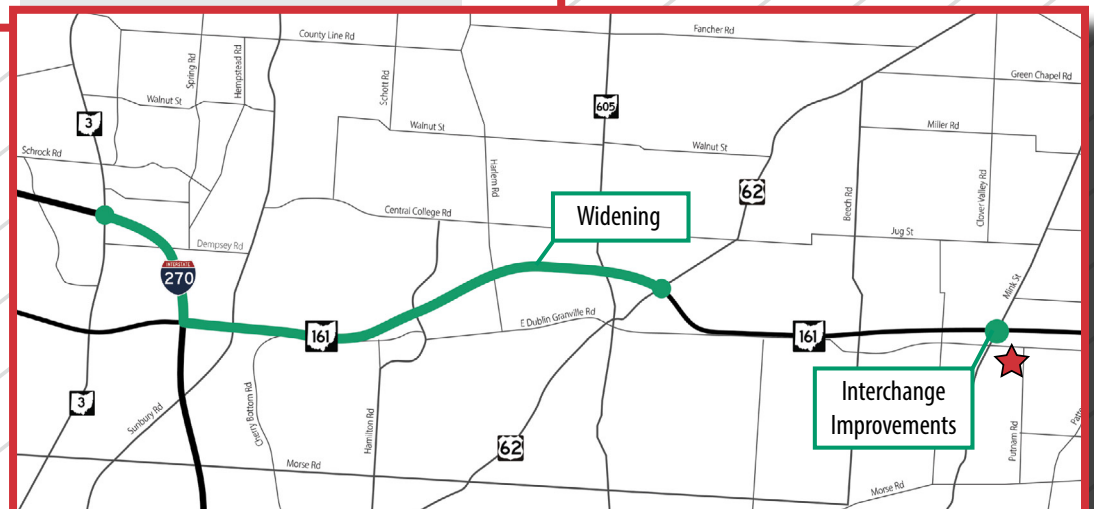 County Line Rd
Fancher Rd
Spring Rd
Hempstead Rd
Schott Rd
Green Chapel Rd
Walnut St
605
3
Walnut St
Miller Rd
Walnut St
Schrock Rd
Harlem Rd
62
Beech Rd
Clover Valley Rd
Widening
Central College Rd
Jug St
Dempsey Rd
INTERSTATE
270
Mink St
E Dublin Granville Rd
161
161
Interchange
Improvements
3
Sunbury Rd
Cherry Bottom Rd
Hamilton Rd
62
Putnam Rd
Morse Rd
Morse Rd